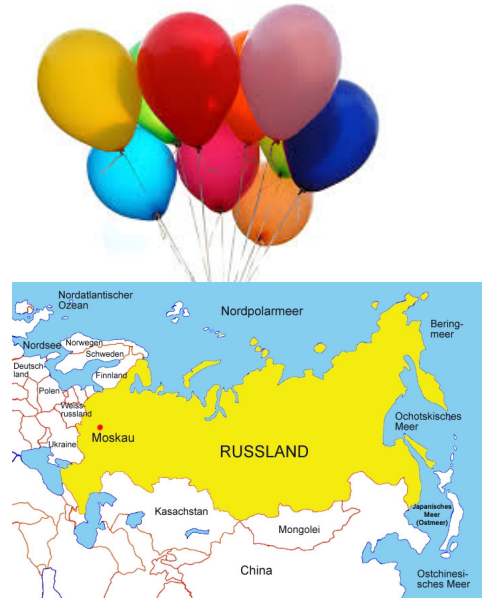 Nordatlantischer
Ozean
Nordpolarmeer
Bering-
meer
Nordsee
Norwegen
Schweden
Finnland
Deutsch-
land
Polen
Weiss-
russland
Ochotskisches
Meer
Moskau
Ukraine
RUSSLAND
Kasachstan
Japanisches
Meer
(Ostmeer)
Mongolei
China
Ostchinesi-
sches Meer